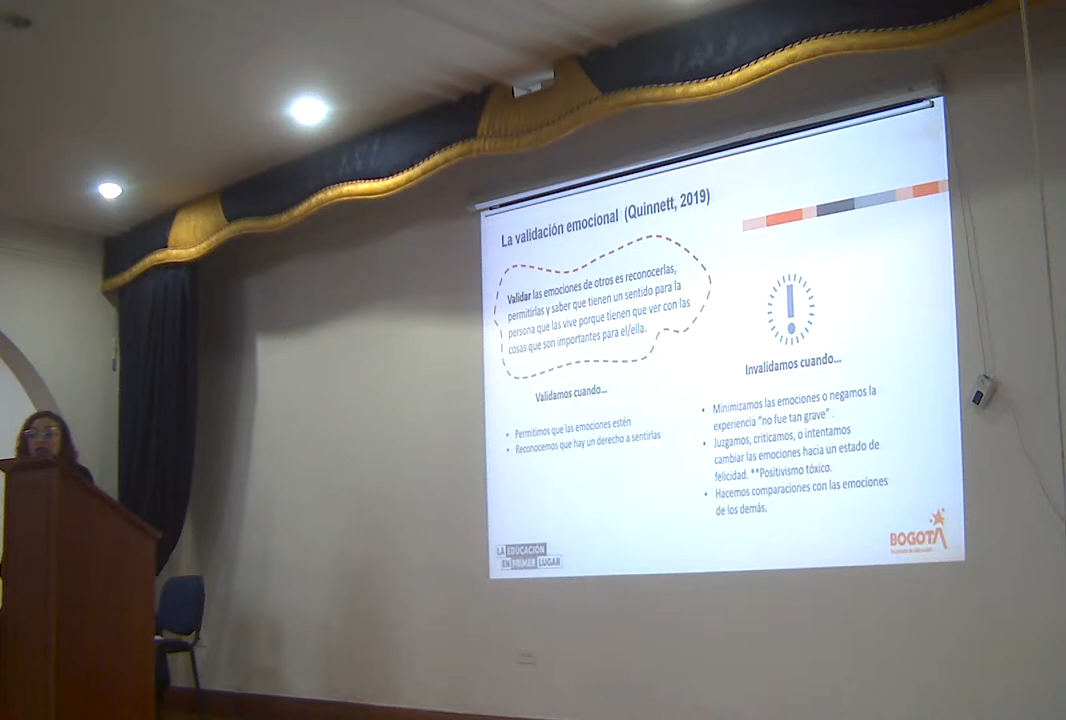 La validación emocional (Quinnett, 2019)
Validar las emociones de otros es reconocerlas,
permitirlas y saber que tienen un sentido para la
persona que las vive porque tienen que ver con las
cosas que son importantes para el/ella.
Validamos cuando...
• Permitimos que las emociones estén
• Reconocemos que hay un derecho a sentirlas
!
Invalidamos cuando...
• Minimizamos las emociones o negamos la
experiencia "no fue tan grave" .
• Juzgamos, criticamos, o intentamos
cambiar las emociones hacia un estado de
felicidad. **Positivismo tóxico.
• Hacemos comparaciones con las emociones
de los demás.
LA EDUCACIÓN
EN PRIMER LUGAR
BOGOTÁ